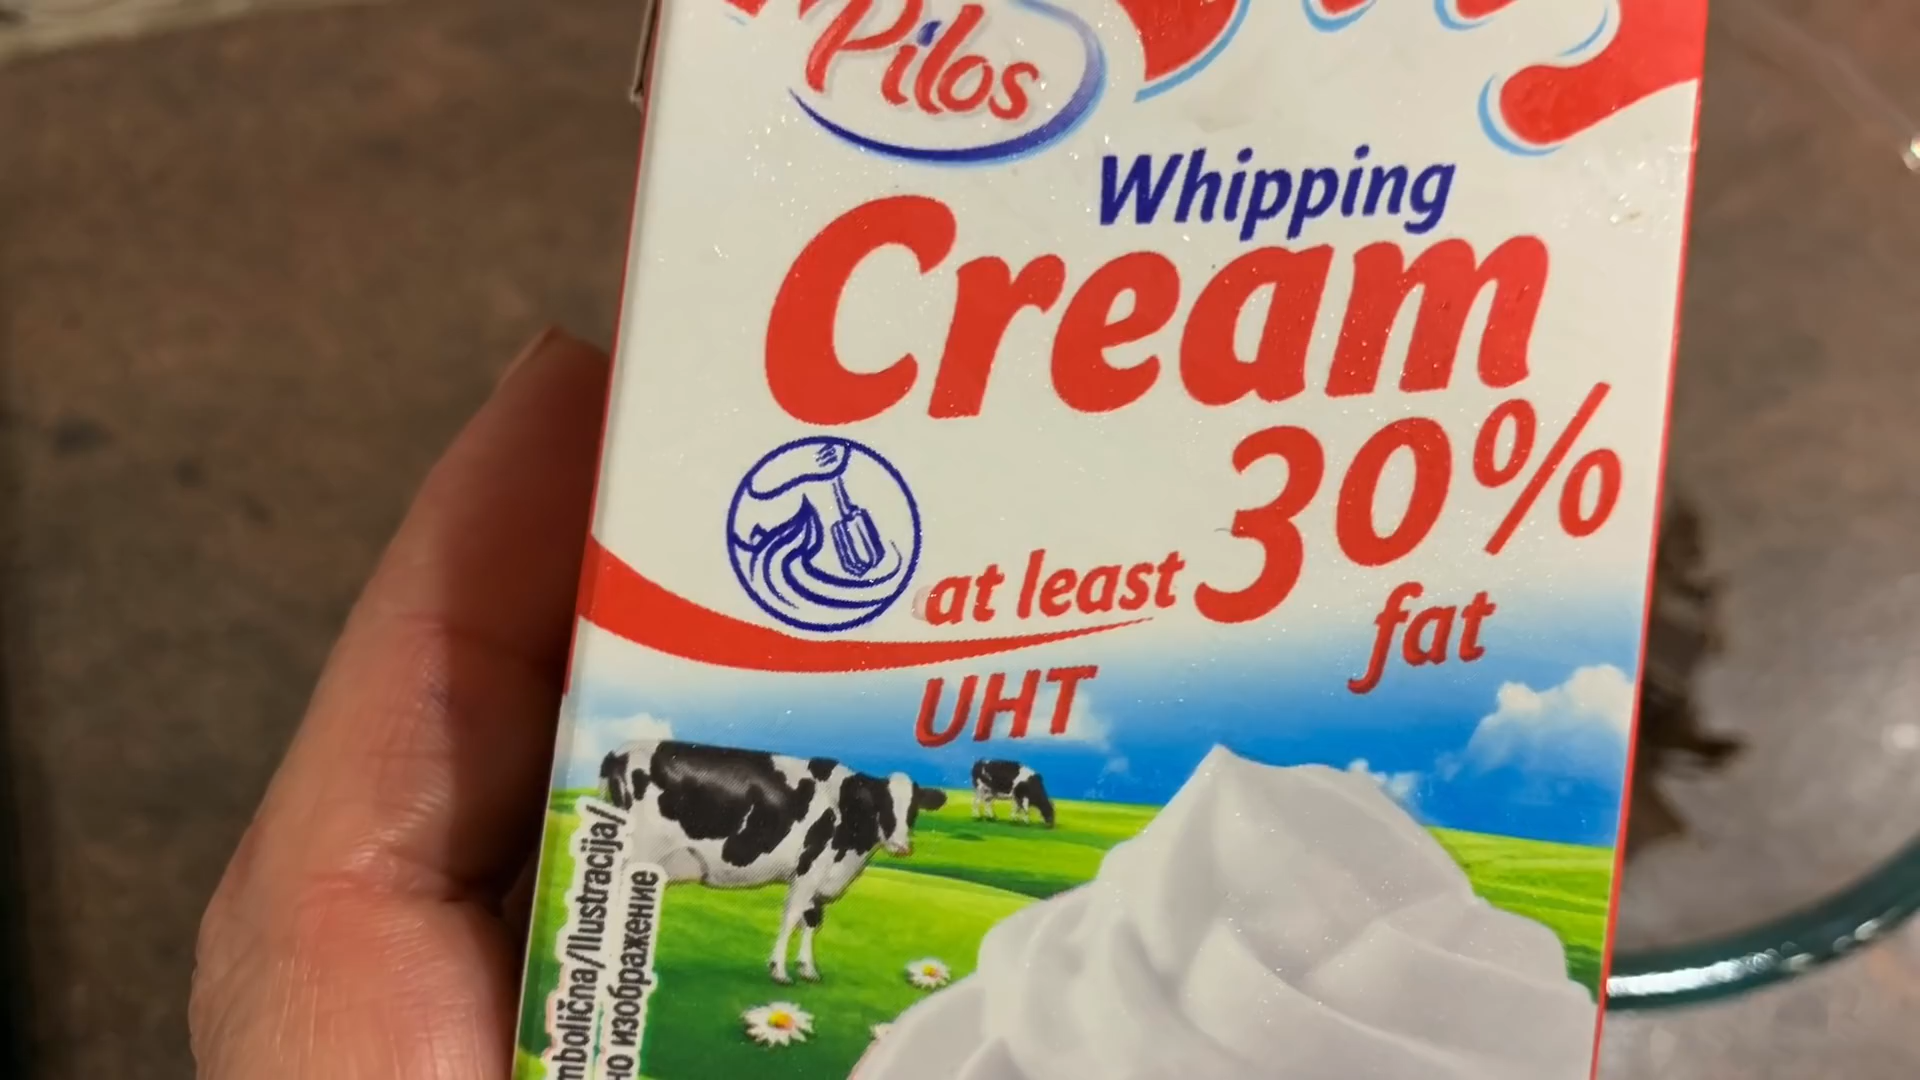 Pilos
Whipping
Cream
at least 30%
fat
UHT
mbolična/Ilustracija/
но изображение